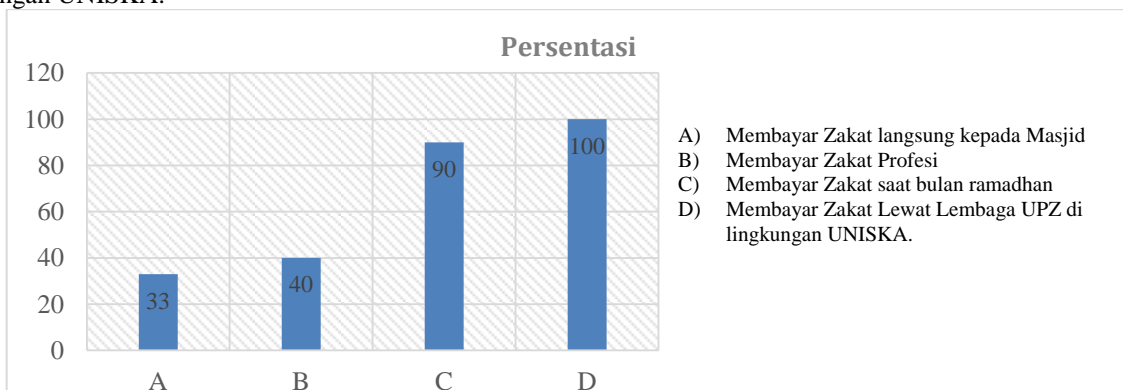 UNISKA.
Persentasi
120
100
80
60
40
20
0
33
40
90
100
A
B
C
D
A) Membayar Zakat langsung kepada Masjid
B) Membayar Zakat Profesi
C) Membayar Zakat saat bulan ramadhan
D) Membayar Zakat Lewat Lembaga UPZ di
lingkungan UNISKA.